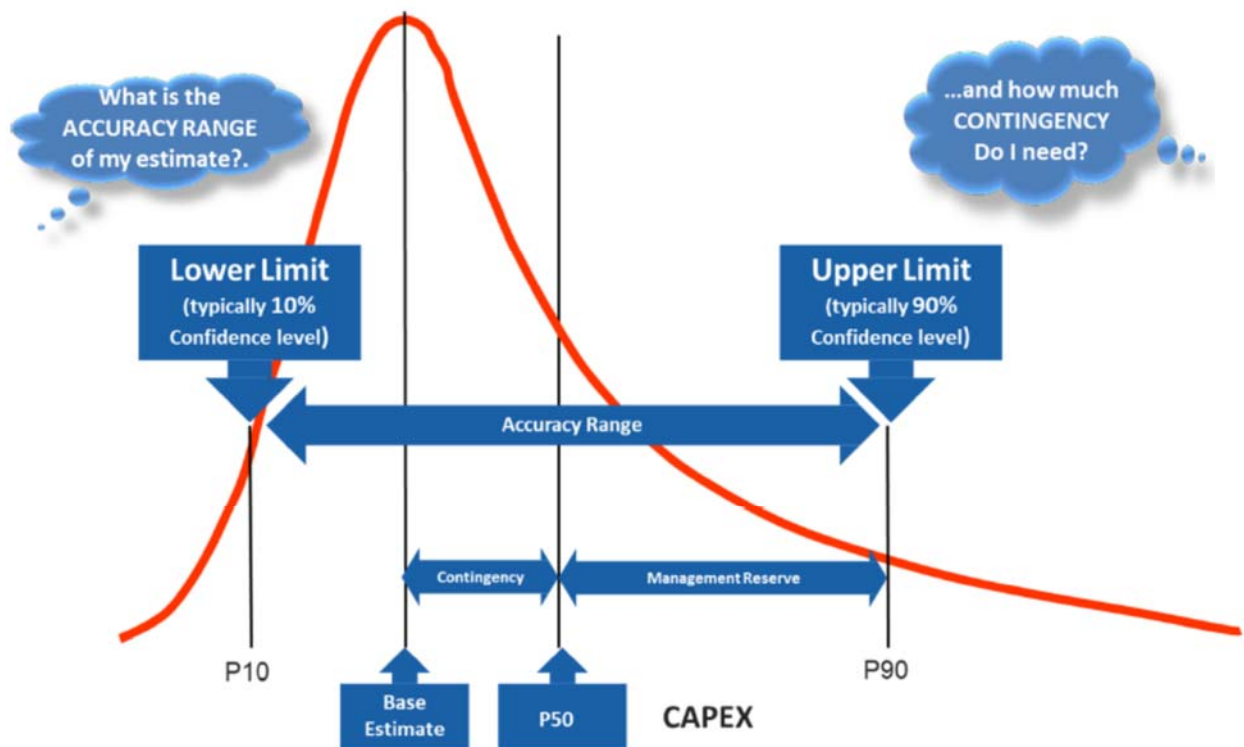 What is the
ACCURACY RANGE
of my estimate?.
...and how much
CONTINGENCY
Do I need?
Lower Limit
(typically 10%
Confidence level)
Upper Limit
(typically 90%
Confidence level)
Accuracy Range
Contingency
Management Reserve
P10
P90
Base
Estimate
P50
CAPEX